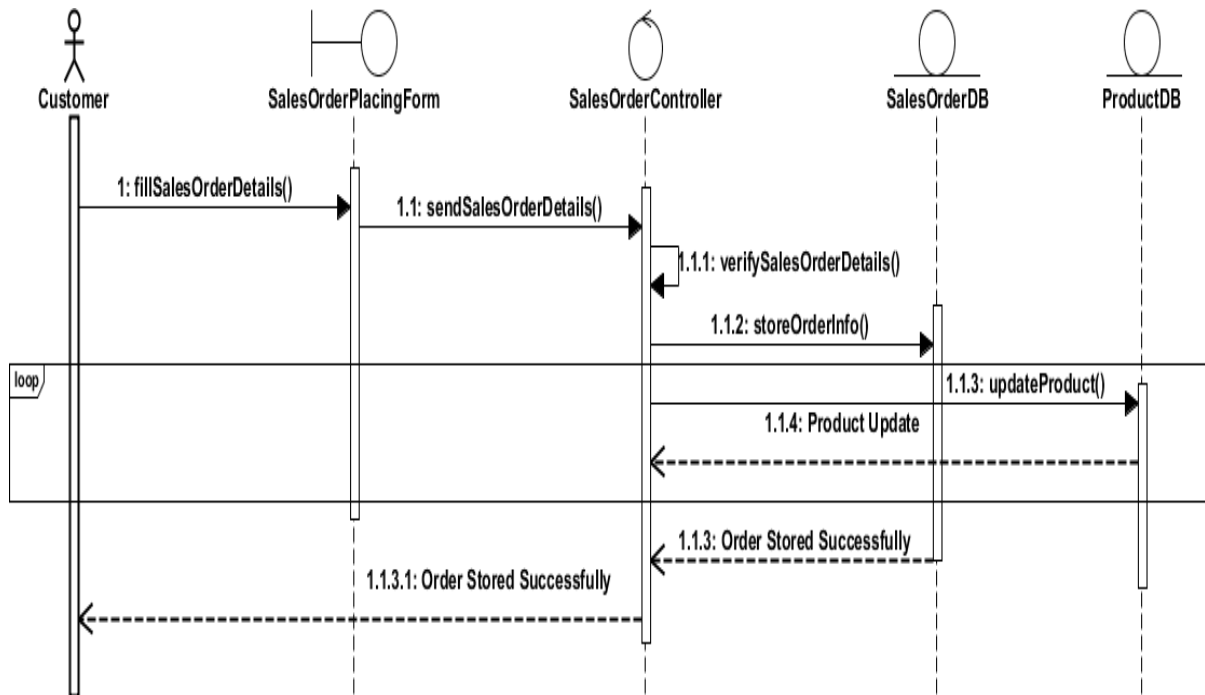 Customer
SalesOrderPlacingForm
SalesOrderController
SalesOrderDB
ProductDB
1: fillSalesOrderDetails()
1.1: sendSalesOrderDetails()
1.1.1: verifySalesOrderDetails()
1.1.2: storeOrderInfo()
loop
1.1.3: updateProduct()
1.1.4: Product Update
1.1.3: Order Stored Successfully
1.1.3.1: Order Stored Successfully